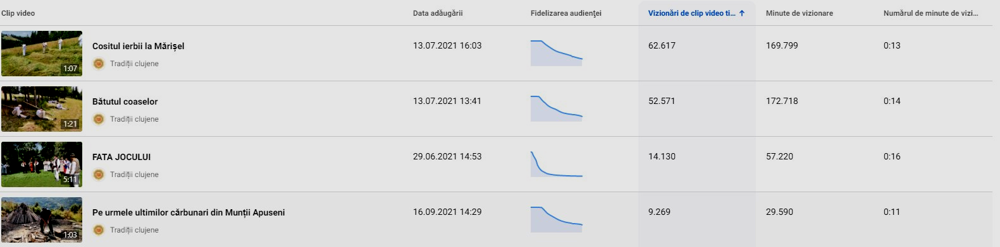 Clip video Data adăugării Fidelizarea audienţei Vizionări de clip video ti... ↑ Minute de vizionare Numărul de minute de vizi...
Cositul ierbii la Mărișel 13.07.2021 16:03 62.617 169.799 0:13
1:07 Tradiții clujene
Bătutul coaselor 13.07.2021 13:41 52.571 172.718 0:14
1:21 Tradiții clujene
FATA JOCULUI 29.06.2021 14:53 14.130 57.220 0:16
5:11 Tradiții clujene
Pe urmele ultimilor cărbunari din Munții Apuseni 16.09.2021 14:29 9.269 29.590 0:11
1:03 Tradiții clujene